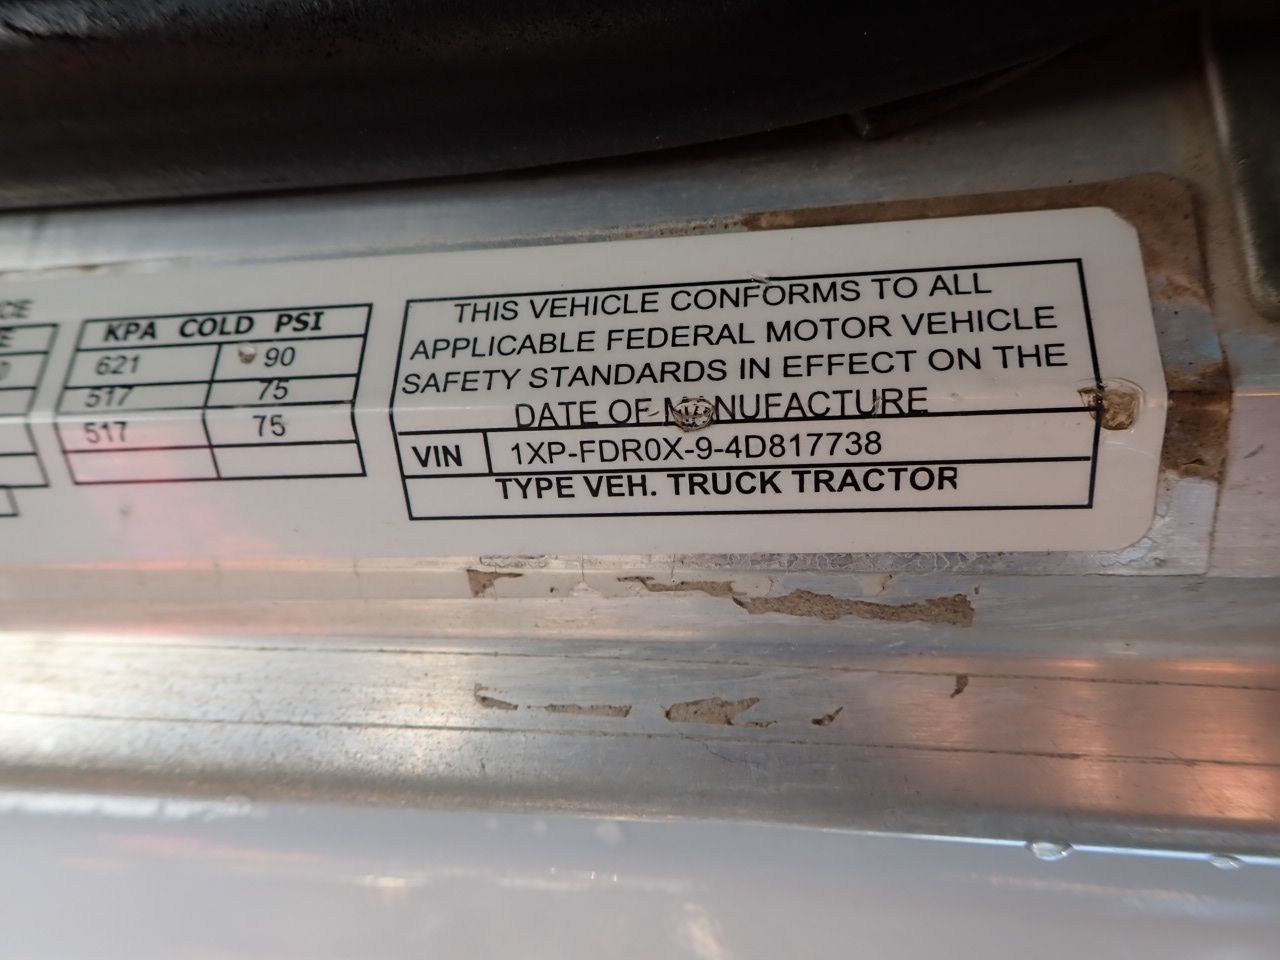 KPA COLD PSI
621 90
517 75
517 75
THIS VEHICLE CONFORMS TO ALL
APPLICABLE FEDERAL MOTOR VEHICLE
SAFETY STANDARDS IN EFFECT ON THE
DATE OF MANUFACTURE
VIN 1XP-FDR0X-9-4D817738
TYPE VEH. TRUCK TRACTOR